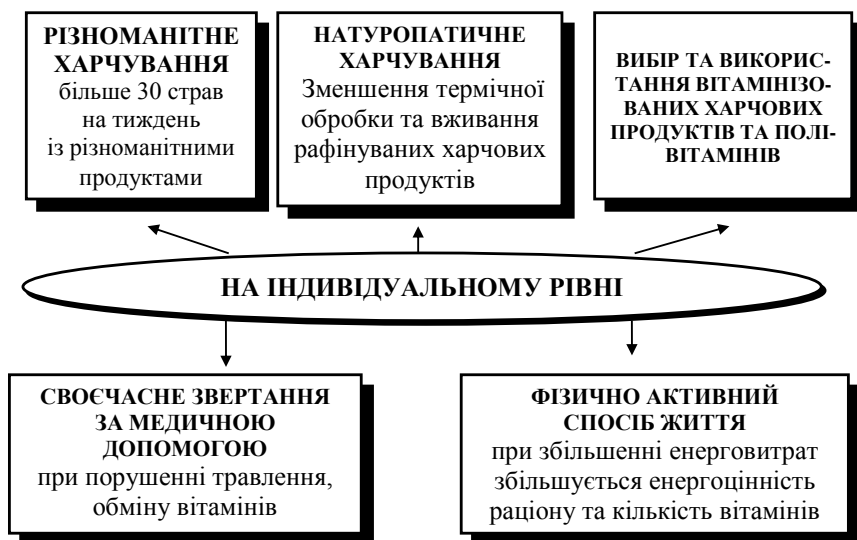 РІЗНОМАНІТНЕ
ХАРЧУВАННЯ
більше 30 страв
на тиждень
із різноманітними
продуктами
НАТУРОПАТИЧНЕ
ХАРЧУВАННЯ
Зменшення термічної
обробки та вживання
рафінуваних харчових
продуктів
ВИБІР ТА ВИКОРИС-
ТАННЯ ВІТАМІНІЗО-
ВАНИХ ХАРЧОВИХ
ПРОДУКТІВ ТА ПОЛІ-
ВІТАМІНІВ
НА ІНДИВІДУАЛЬНОМУ РІВНІ
СВОЄЧАСНЕ ЗВЕРТАННЯ
ЗА МЕДИЧНОЮ
ДОПОМОГОЮ
при порушенні травлення,
обміну вітамінів
ФІЗИЧНО АКТИВНИЙ
СПОСІБ ЖИТТЯ
при збільшенні енерговитрат
збільшується енергоцінність
раціону та кількість вітамінів